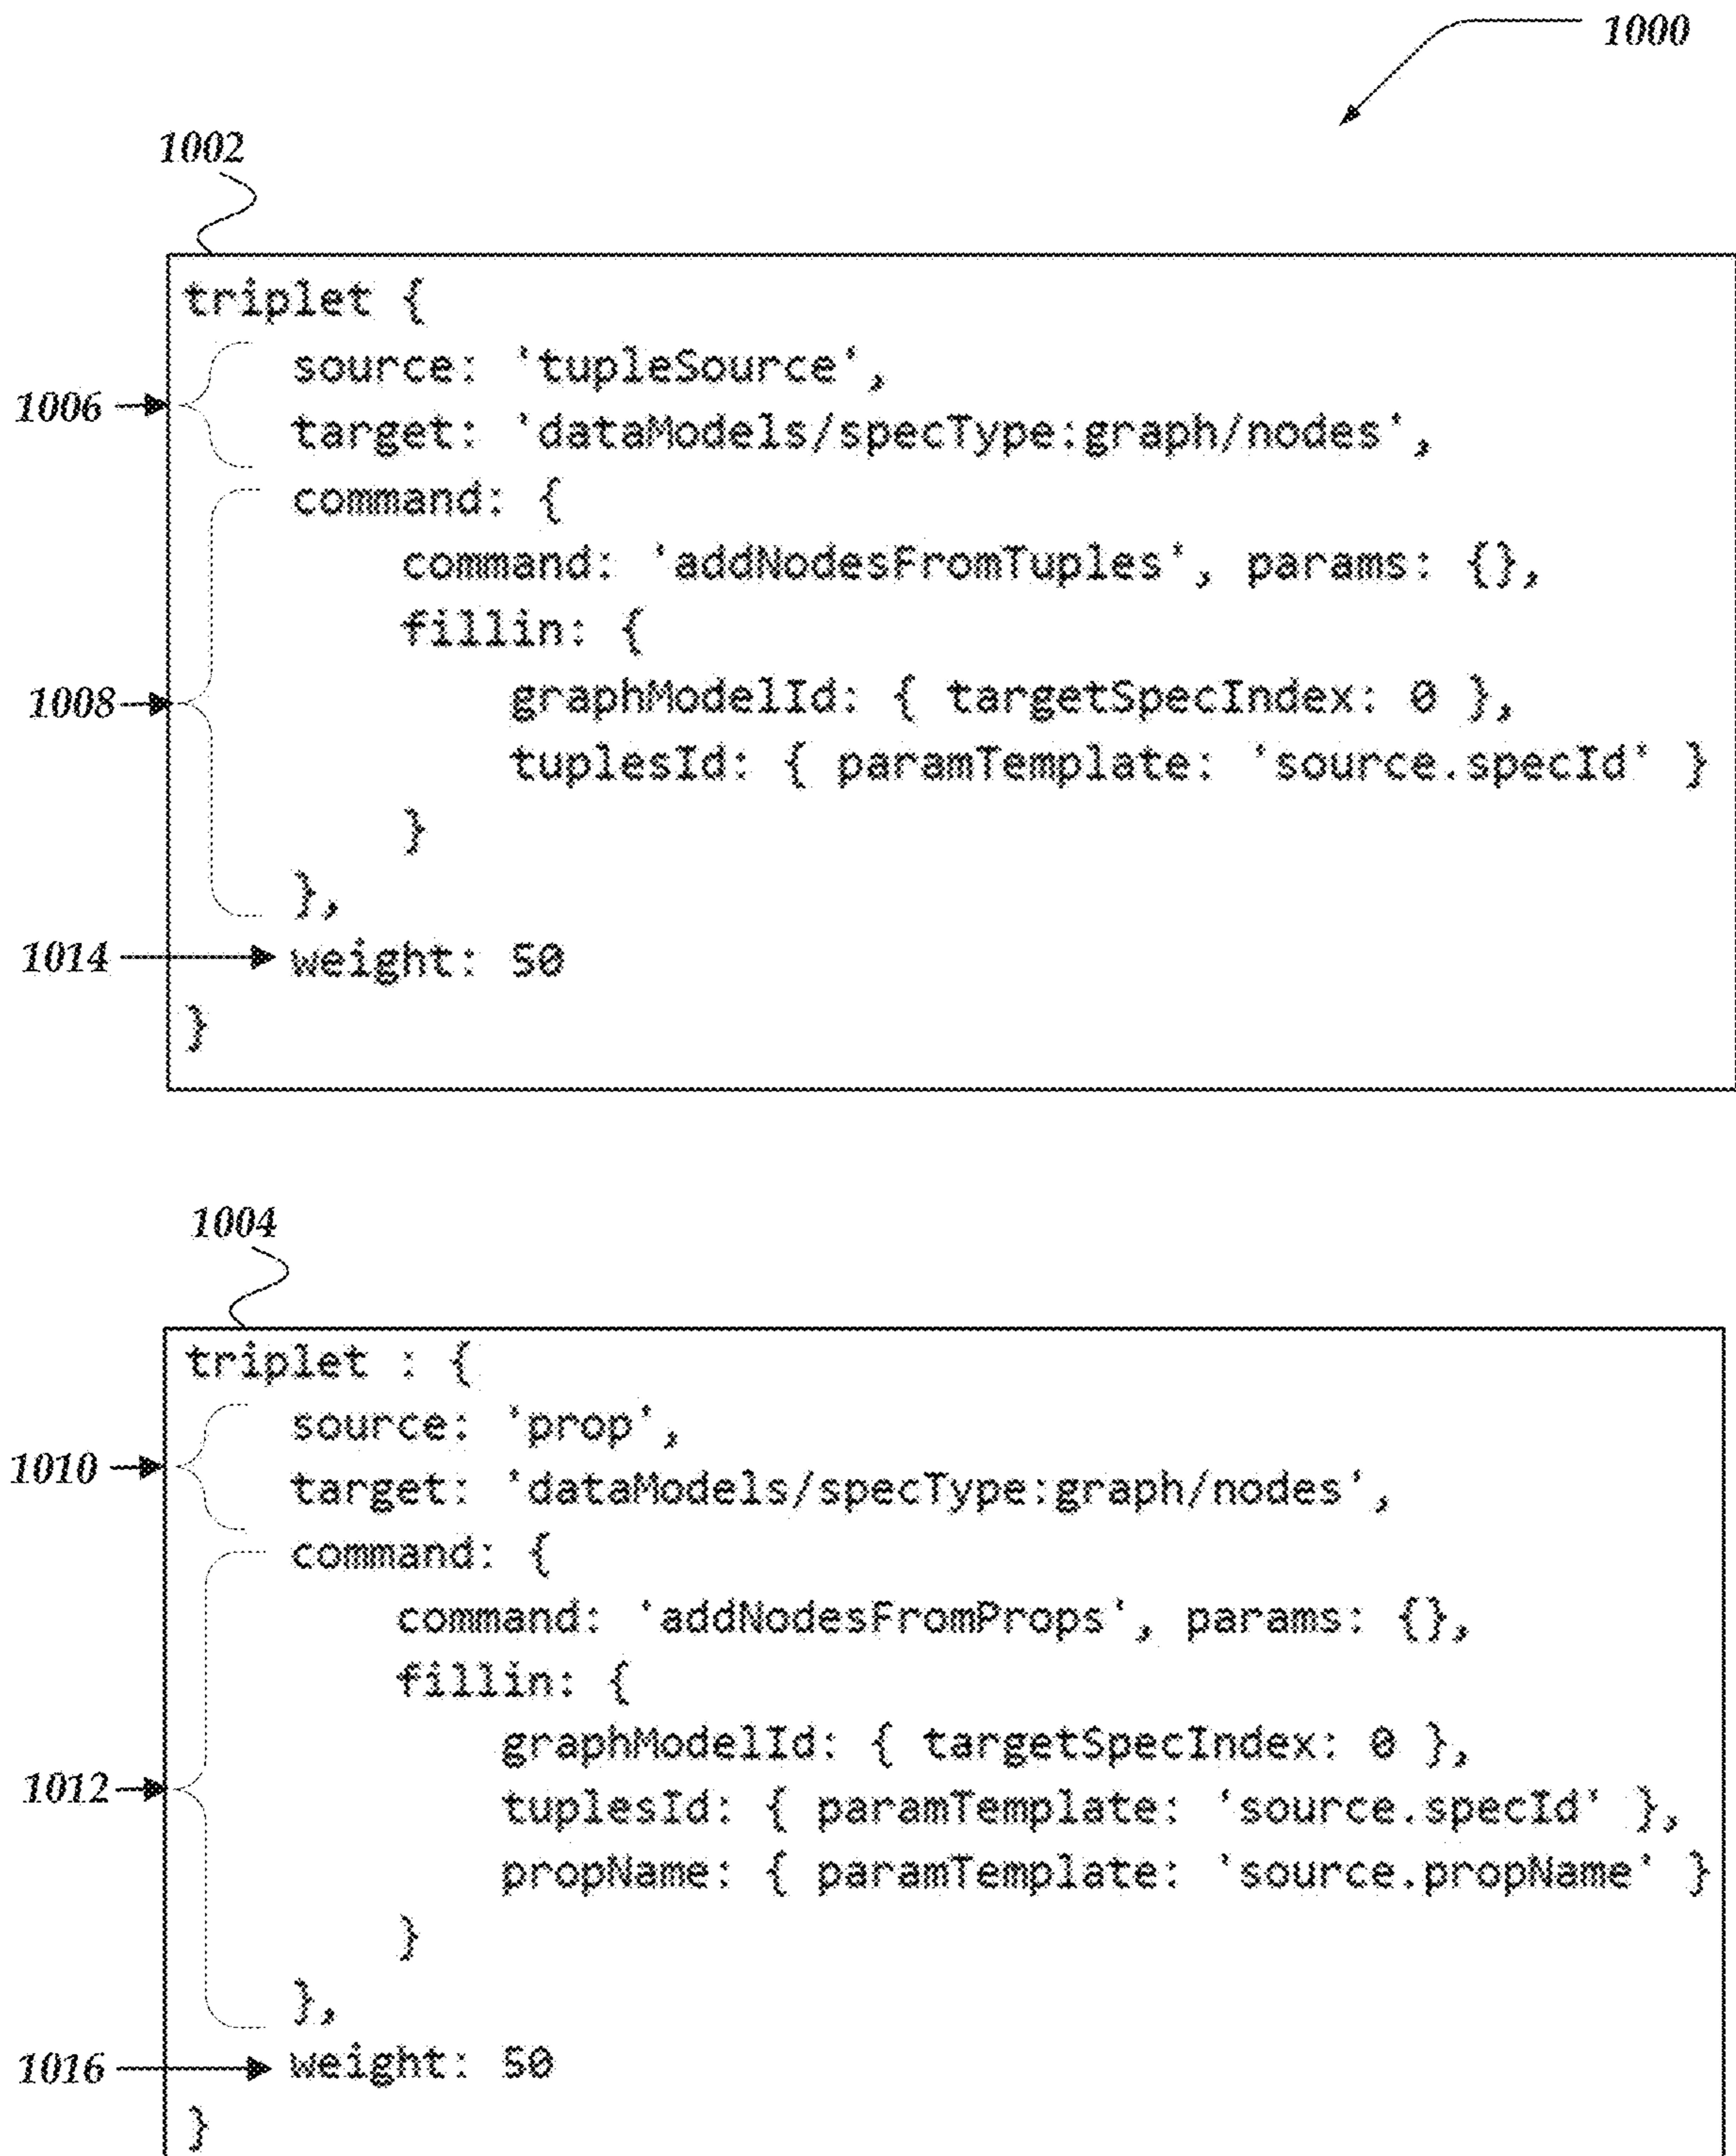 1000
1002
triplet {
1006 source: 'tupleSource',
target: 'dataModels/specType:graph/nodes',
command: {
command: 'addNodesFromTuples', params: {},
fillin: {
1008 graphModelId: { targetSpecIndex: 0 },
tuplesId: { paramTemplate: 'source.specId' }
}
},
1014 weight: 50
}
1004
triplet : {
source: 'prop',
1010 target: 'dataModels/specType:graph/nodes',
command: {
command: 'addNodesFromProps', params: {},
fillin: {
graphModelId: { targetSpecIndex: 0 },
1012 tuplesId: { paramTemplate: 'source.specId' },
propName: { paramTemplate: 'source.propName' }
}
},
1016 weight: 50
}